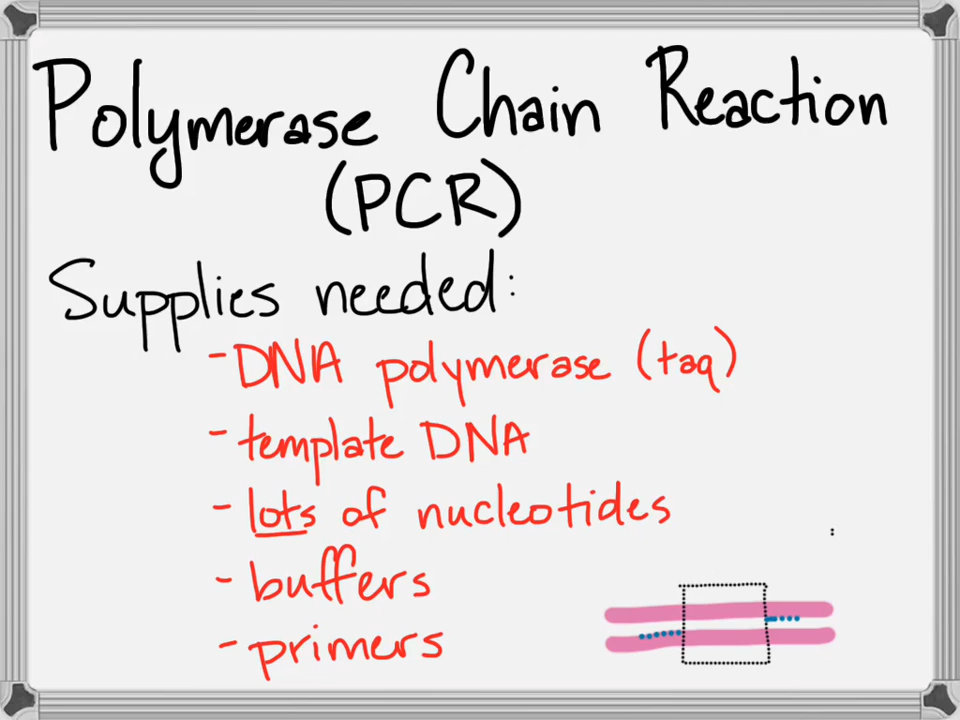 Polymerase Chain Reaction
(PCR)
Supplies needed:
- DNA polymerase (taq)
- template DNA
- lots of nucleotides
- buffers
- primers